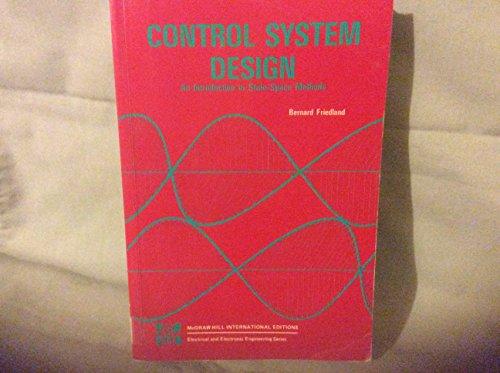 CONTROL SYSTEM
DESIGN
An Introduction to State-Space Methods
Bernard Friedland
McGRAW-HILL INTERNATIONAL EDITIONS
Electrical and Electronic Engineering Series